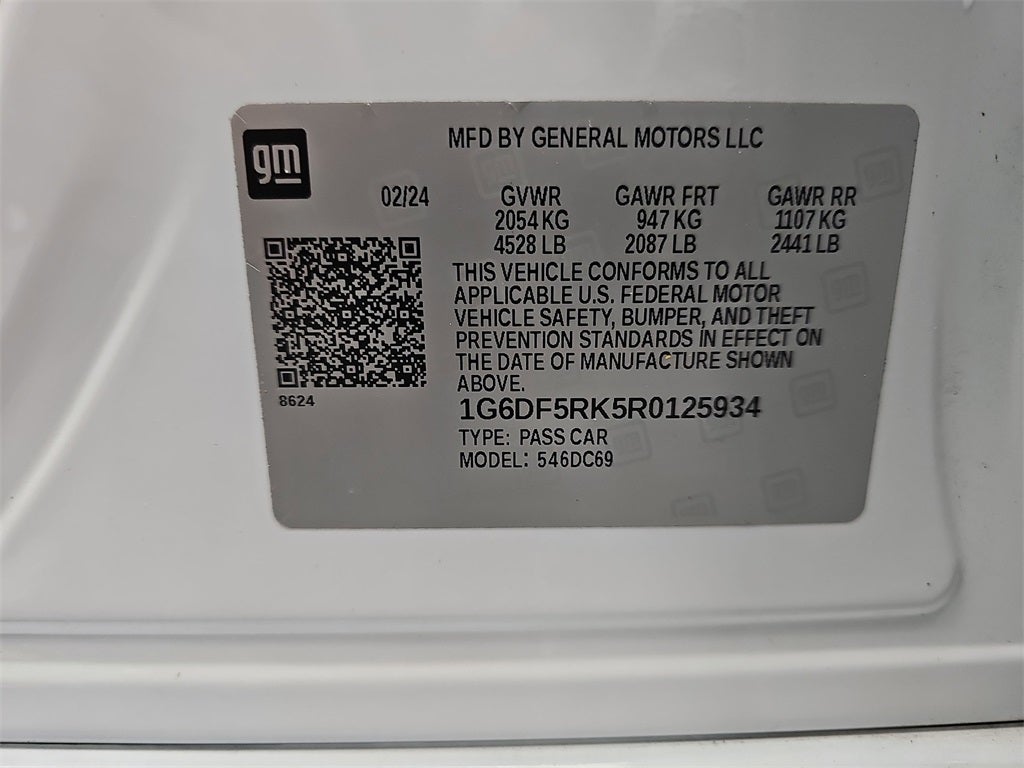 gm
MFD BY GENERAL MOTORS LLC
02/24 GVWR GAWR FRT GAWR RR
2054 KG 947 KG 1107 KG
4528 LB 2087 LB 2441 LB
THIS VEHICLE CONFORMS TO ALL
APPLICABLE U.S. FEDERAL MOTOR
VEHICLE SAFETY, BUMPER, AND THEFT
PREVENTION STANDARDS IN EFFECT ON
THE DATE OF MANUFACTURE SHOWN
ABOVE.
8624
1G6DF5RK5R0125934
TYPE: PASS CAR
MODEL: 546DC69